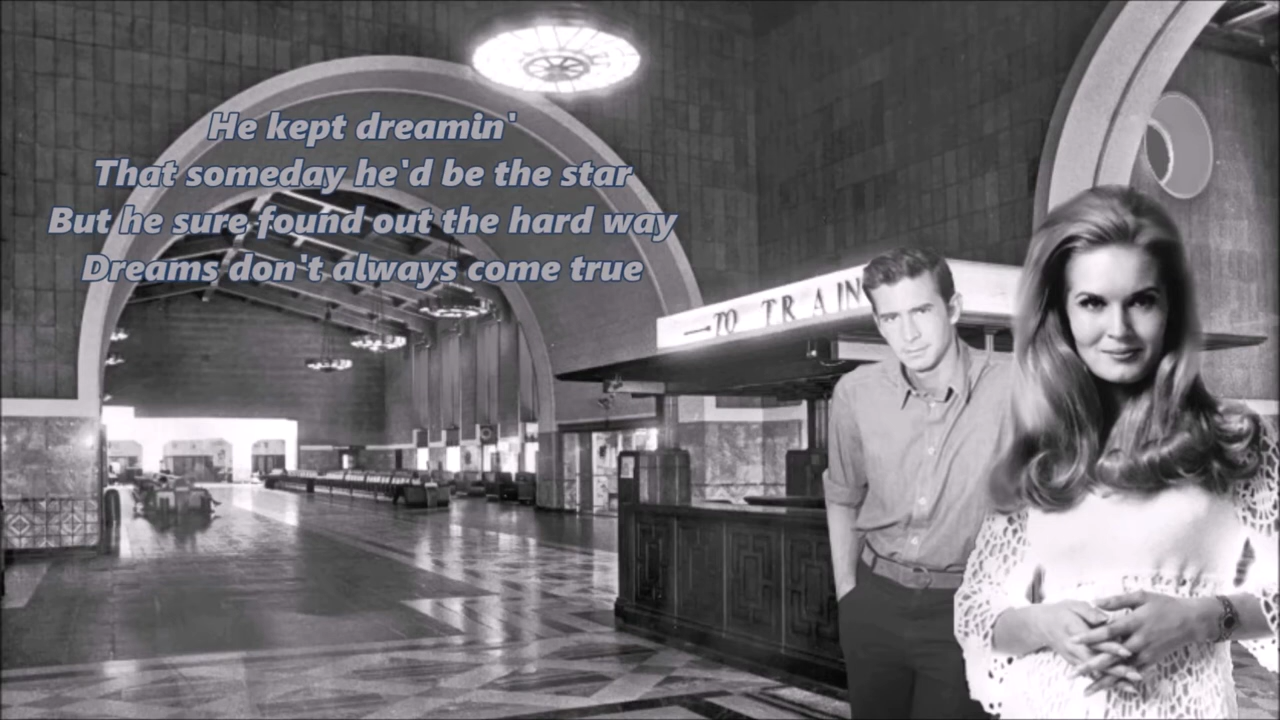 He kept dreamin'
That someday he'd be the star
But he sure found out the hard way
Dreams don't always come true
TO TRAIN